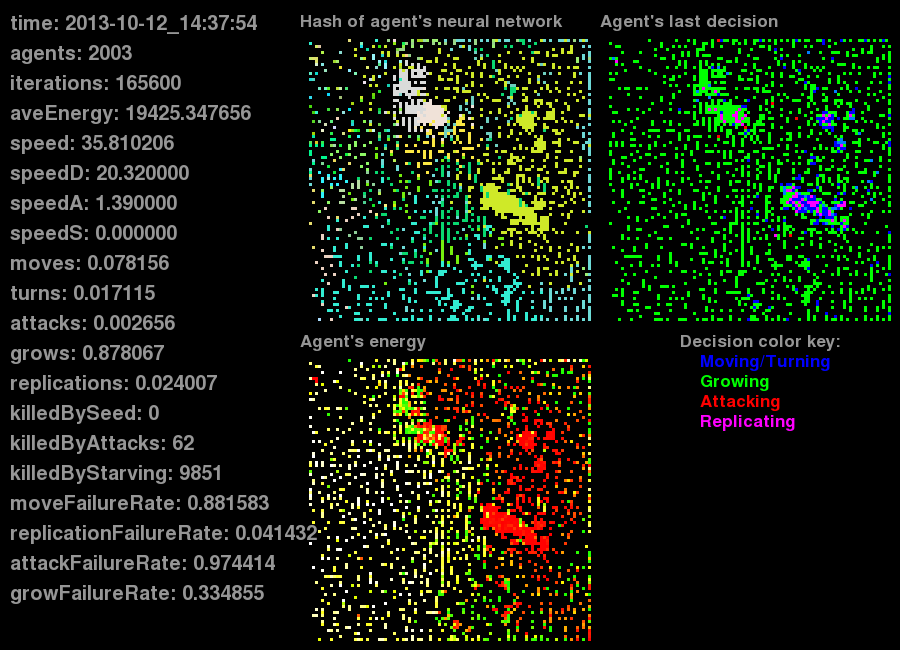 time: 2013-10-12_14:37:54
agents: 2003
iterations: 165600
aveEnergy: 19425.347656
speed: 35.810206
speedD: 20.320000
speedA: 1.390000
speedS: 0.000000
moves: 0.078156
turns: 0.017115
attacks: 0.002656
grows: 0.878067
replications: 0.024007
killedBySeed: 0
killedByAttacks: 62
killedByStarving: 9851
moveFailureRate: 0.881583
replicationFailureRate: 0.041432
attackFailureRate: 0.974414
growFailureRate: 0.334855
Hash of agent's neural network
Agent's last decision
Agent's energy
Decision color key:
Moving/Turning
Growing
Attacking
Replicating